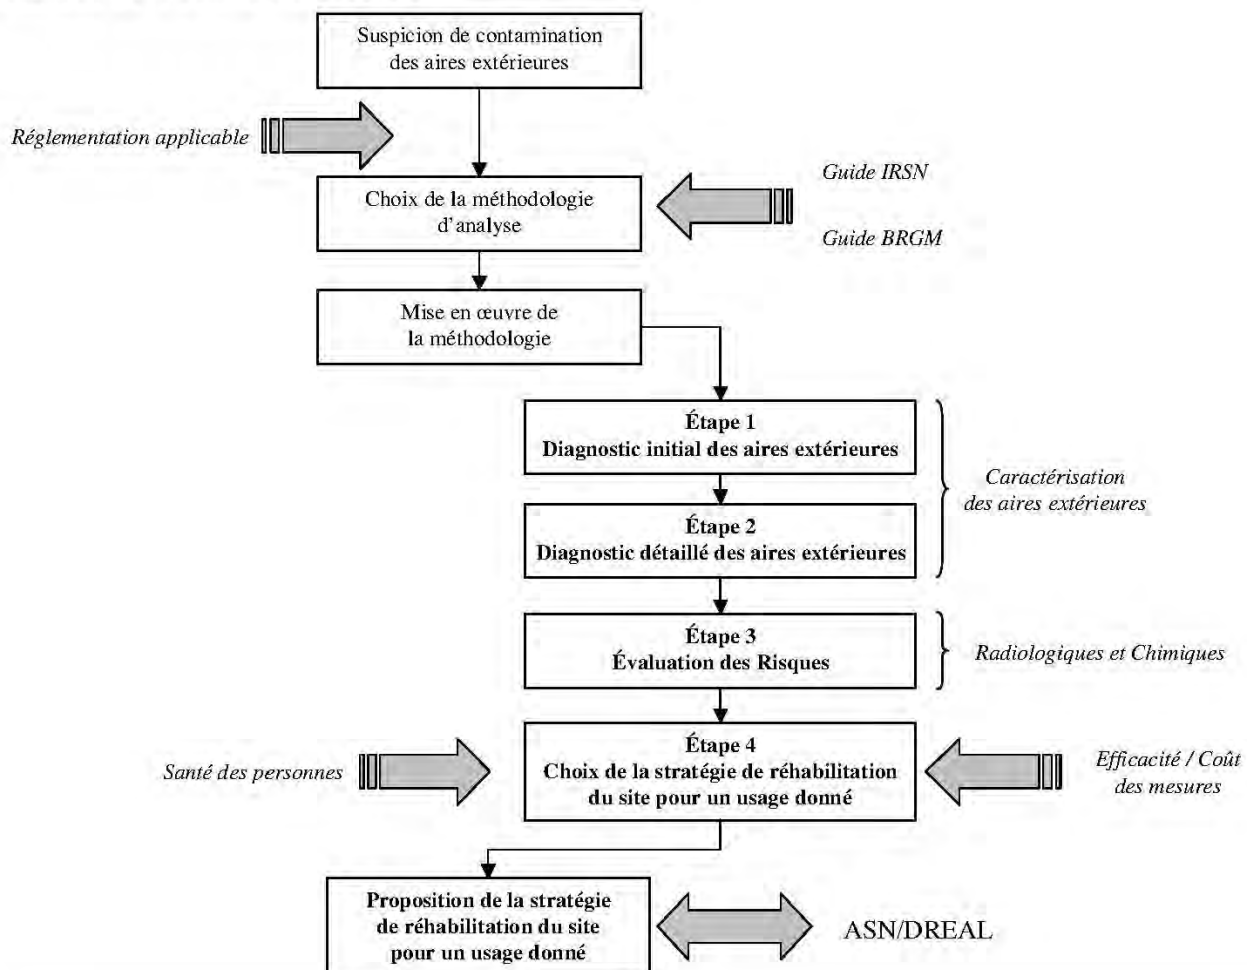 Suspicion de contamination
des aires extérieures
Réglementation applicable
Choix de la méthodologie
d'analyse
Guide IRSN
Guide BRGM
Mise en œuvre de
la méthodologie
Étape 1
Diagnostic initial des aires extérieures
Étape 2
Diagnostic détaillé des aires extérieures
Caractérisation
des aires extérieures
Étape 3
Évaluation des Risques
Radiologiques et Chimiques
Santé des personnes
Étape 4
Choix de la stratégie de réhabilitation
du site pour un usage donné
Efficacité / Coût
des mesures
Proposition de la stratégie
de réhabilitation du site
pour un usage donné
ASN/DREAL